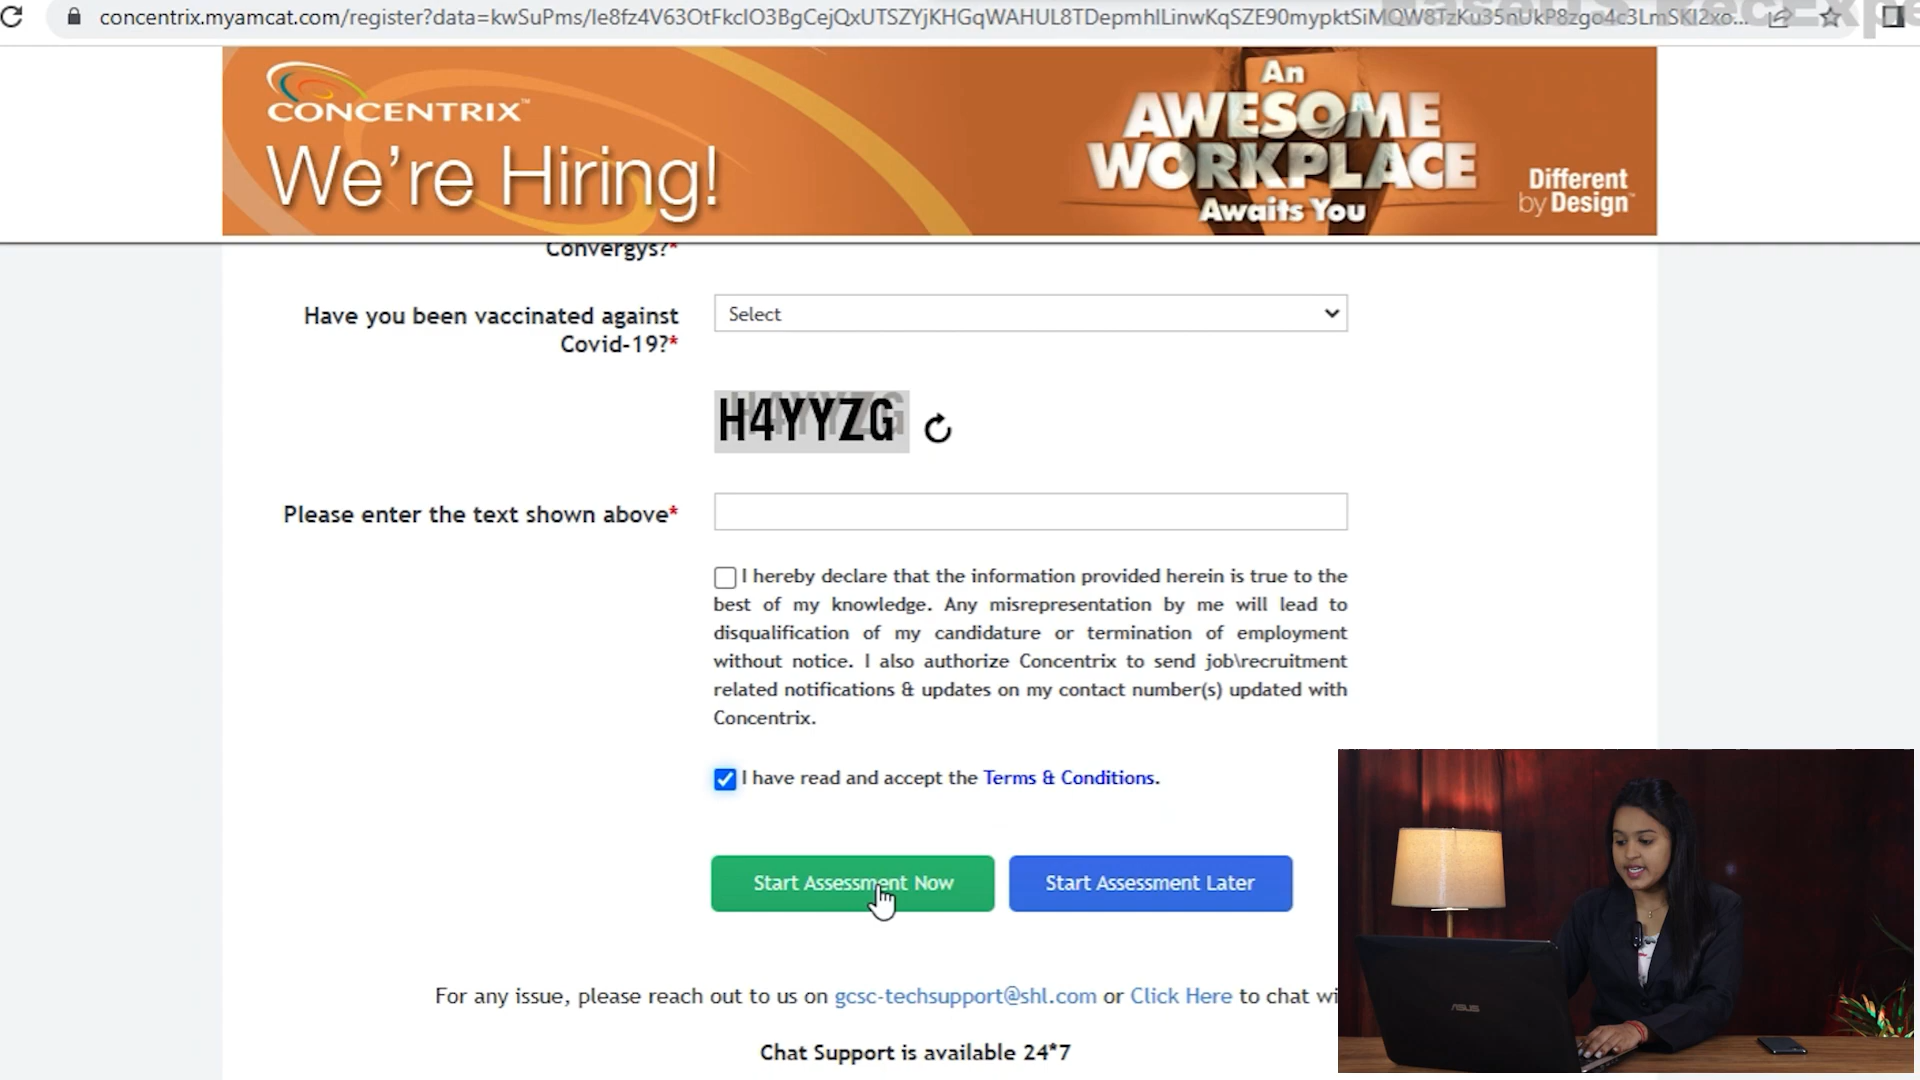 concentrix.myamcat.com/register?data=
CONCENTRIX™
We're Hiring!
An
AWESOME
WORKPLACE
Awaits You
Different
by Design™
Convergys?*
Have you been vaccinated against
Covid-19?*
Select
H4YYZG
Please enter the text shown above*
I hereby declare that the information provided herein is true to the
best of my knowledge. Any misrepresentation by me will lead to
disqualification of my candidature or termination of employment
without notice. I also authorize Concentrix to send job\recruitment
related notifications & updates on my contact number(s) updated with
Concentrix.
I have read and accept the Terms & Conditions.
Start Assessment Now
Start Assessment Later
For any issue, please reach out to us on gcsc-techsupport@shl.com or Click Here to chat
Chat Support is available 24*7
ASUS